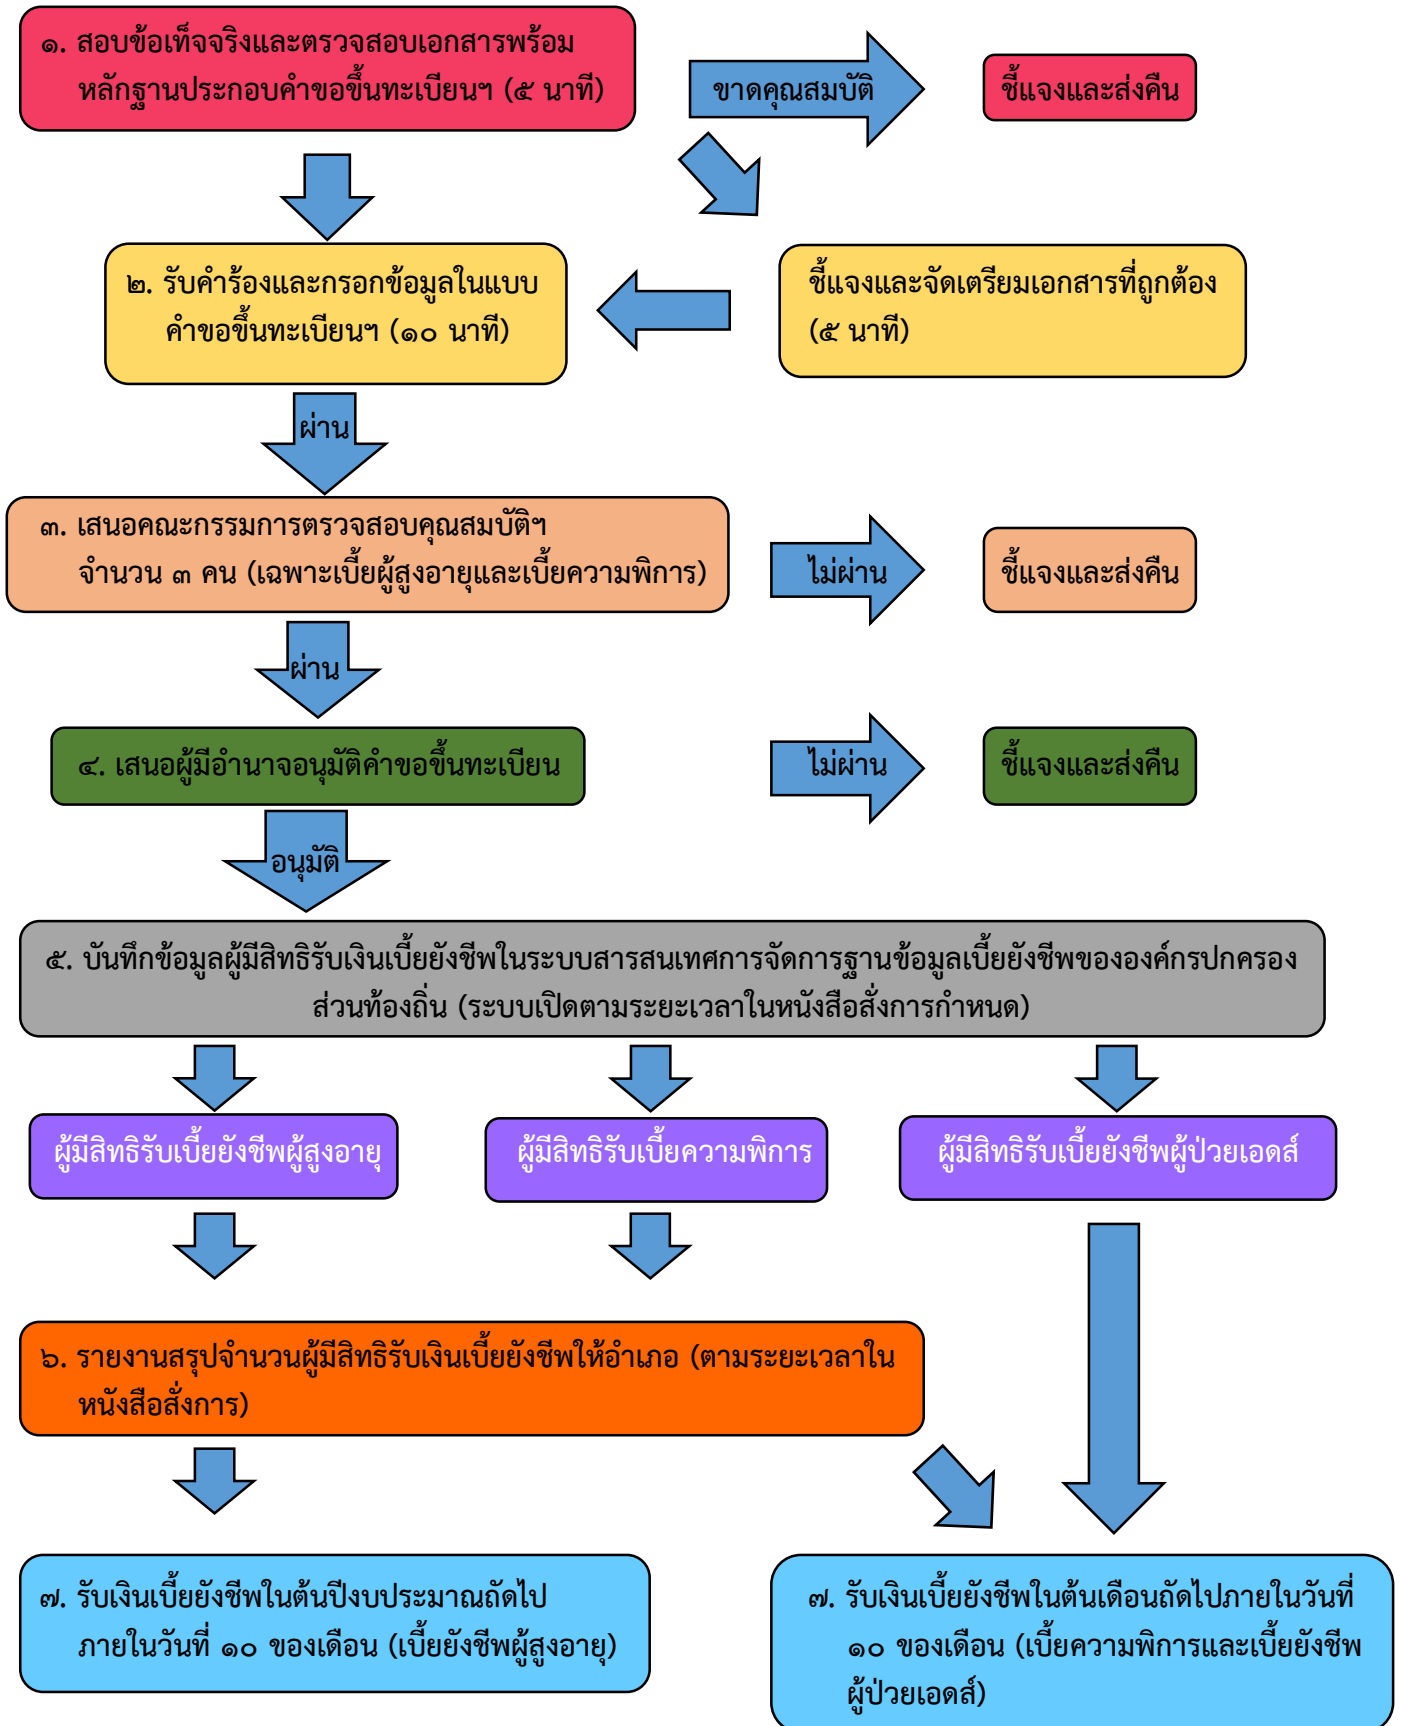 ๑. สอบข้อเท็จจริงและตรวจสอบเอกสารพร้อม
หลักฐานประกอบคำขอขึ้นทะเบียนฯ (๕ นาที)
ขาดคุณสมบัติ
ชี้แจงและส่งคืน
๒. รับคำร้องและกรอกข้อมูลในแบบ
คำขอขึ้นทะเบียนฯ (๑๐ นาที)
ชี้แจงและจัดเตรียมเอกสารที่ถูกต้อง
(๕ นาที)
ผ่าน
๓. เสนอคณะกรรมการตรวจสอบคุณสมบัติฯ
จำนวน ๓ คน (เฉพาะเบี้ยผู้สูงอายุและเบี้ยความพิการ)
ไม่ผ่าน
ชี้แจงและส่งคืน
ผ่าน
๔. เสนอผู้มีอำนาจอนุมัติคำขอขึ้นทะเบียน
ไม่ผ่าน
ชี้แจงและส่งคืน
อนุมัติ
๕. บันทึกข้อมูลผู้มีสิทธิรับเงินเบี้ยยังชีพในระบบสารสนเทศการจัดการฐานข้อมูลเบี้ยยังชีพขององค์กรปกครอง
ส่วนท้องถิ่น (ระบบเปิดตามระยะเวลาในหนังสือสั่งการกำหนด)
ผู้มีสิทธิรับเบี้ยยังชีพผู้สูงอายุ
ผู้มีสิทธิรับเบี้ยความพิการ
ผู้มีสิทธิรับเบี้ยยังชีพผู้ป่วยเอดส์
๖. รายงานสรุปจำนวนผู้มีสิทธิรับเงินเบี้ยยังชีพให้อำเภอ (ตามระยะเวลาใน
หนังสือสั่งการ)
๗. รับเงินเบี้ยยังชีพในต้นปีงบประมาณถัดไป
ภายในวันที่ ๑๐ ของเดือน (เบี้ยยังชีพผู้สูงอายุ)
๗. รับเงินเบี้ยยังชีพในต้นเดือนถัดไปภายในวันที่
๑๐ ของเดือน (เบี้ยความพิการและเบี้ยยังชีพ
ผู้ป่วยเอดส์)